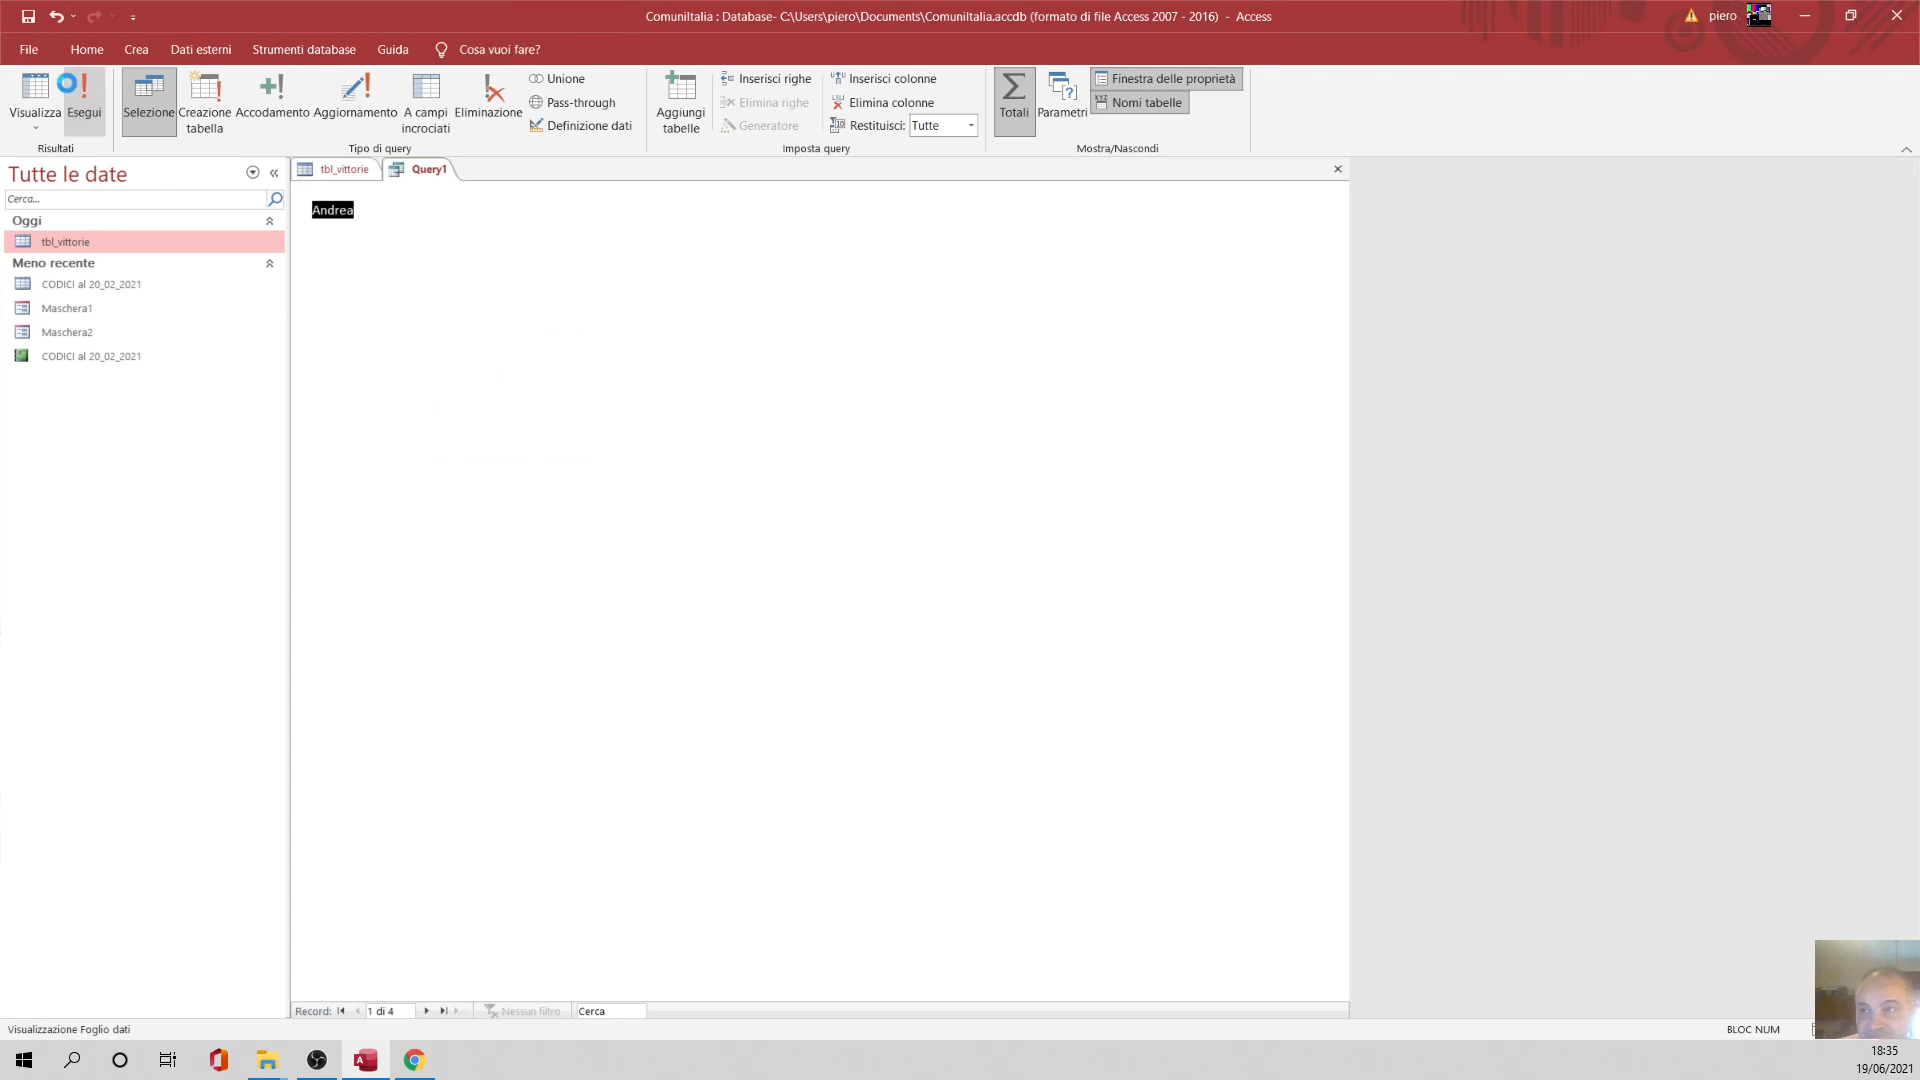 ComuniItalia : Database- C:\Users\piero\Documents\ComuniItalia.accdb (formato di file Access 2007 - 2016)  -  Access
piero
File
Home
Crea
Dati esterni
Strumenti database
Guida
Cosa vuoi fare?
Visualizza
Esegui
Selezione
Creazione
tabella
Accodamento
Aggiornamento
A campi
incrociati
Eliminazione
Unione
Pass-through
Definizione dati
Aggiungi
tabelle
Inserisci righe
Elimina righe
Generatore
Inserisci colonne
Elimina colonne
Restituisci: Tutte
Totali
Parametri
Finestra delle proprietà
Nomi tabelle
Risultati
Tipo di query
Imposta query
Mostra/Nascondi
Tutte le date
Cerca...
Oggi
tbl_vittorie
Meno recente
CODICI al 20_02_2021
Maschera1
Maschera2
CODICI al 20_02_2021
tbl_vittorie
Query1
Andrea
Record: 1 di 4
Nessun filtro
Cerca
Visualizzazione Foglio dati
BLOC NUM
18:35
19/06/2021